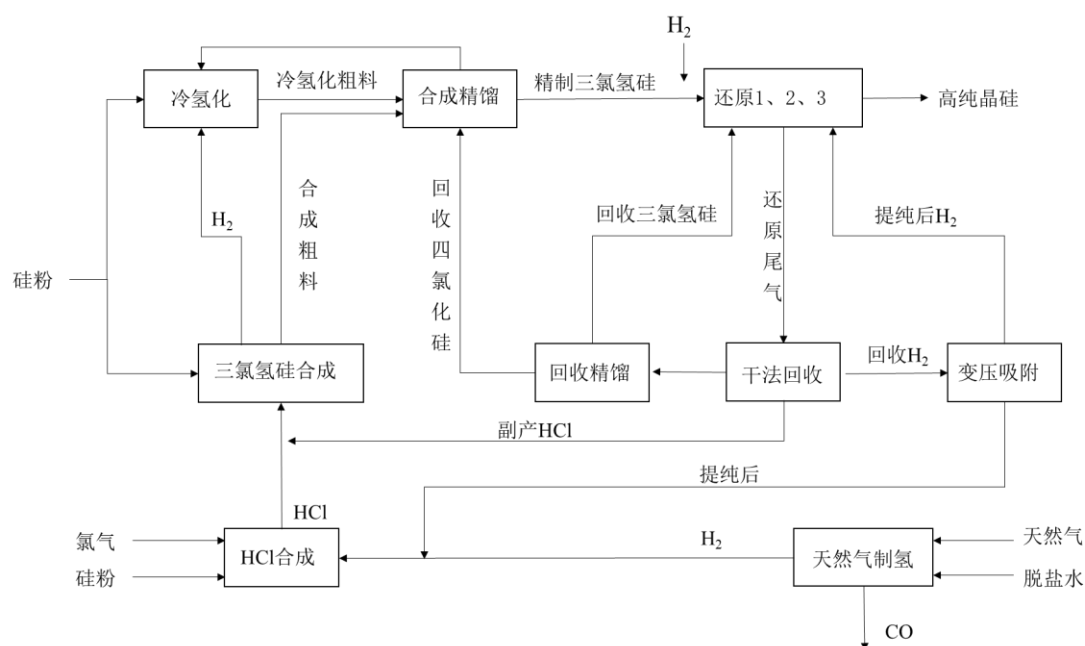 H2
冷氢化
冷氢化粗料
合成精馏
精制三氯氢硅
还原1、2、3
高纯晶硅
H2
合成粗料
回收四氯化硅
回收三氯氢硅
还原尾气
提纯后H2
硅粉
三氯氢硅合成
回收精馏
干法回收
回收H2
变压吸附
副产HCl
提纯后
HCl
氯气
硅粉
HCl合成
H2
天然气制氢
天然气
脱盐水
CO